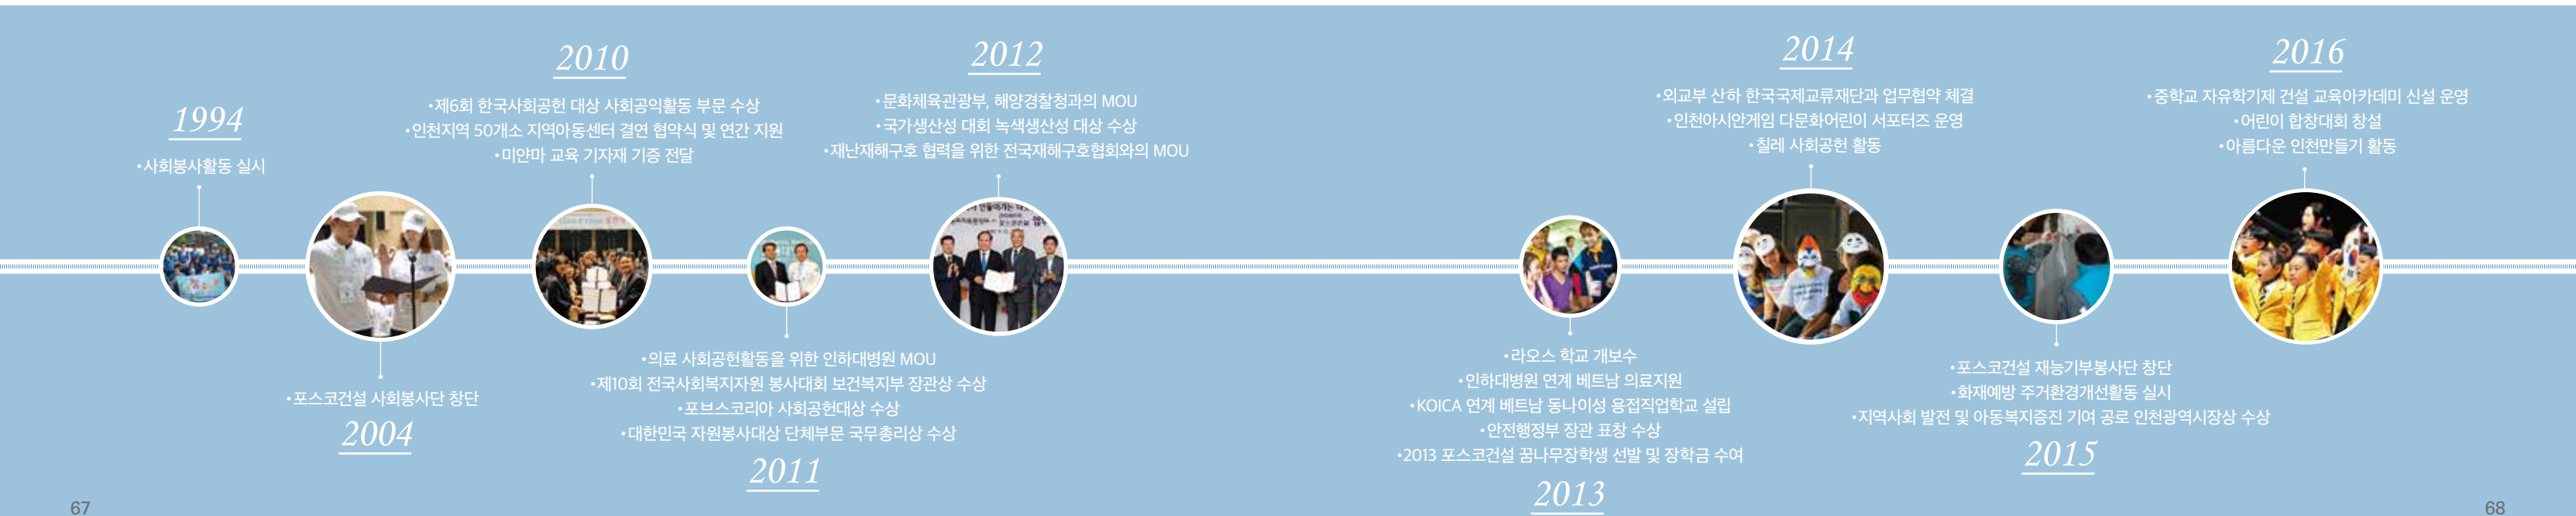 1994
•사회봉사활동 실시
•포스코건설 사회봉사단 창단
2004
2010
•제6회 한국사회공헌 대상 사회공익활동 부문 수상
•인천지역 50개소 지역아동센터 결연 협약식 및 연간 지원
•미얀마 교육 기자재 기증 전달
•의료 사회공헌활동을 위한 인하대병원 MOU
•제10회 전국사회복지자원 봉사대회 보건복지부 장관상 수상
•포브스코리아 사회공헌대상 수상
•대한민국 자원봉사대상 단체부문 국무총리상 수상
2011
2012
•문화체육관광부, 해양경찰청과의 MOU
•국가생산성 대회 녹색생산성 대상 수상
•재난재해구호 협력을 위한 전국재해구호협회와의 MOU
•라오스 학교 개보수
•인하대병원 연계 베트남 의료지원
•KOICA 연계 베트남 동나이성 용접직업학교 설립
•안전행정부 장관 표창 수상
•2013 포스코건설 꿈나무장학생 선발 및 장학금 수여
2013
2014
•외교부 산하 한국국제교류재단과 업무협약 체결
•인천아시안게임 다문화어린이 서포터즈 운영
•칠레 사회공헌 활동
•포스코건설 재능기부봉사단 창단
•화재예방 주거환경개선활동 실시
•지역사회 발전 및 아동복지증진 기여 공로 인천광역시장상 수상
2015
2016
•중학교 자유학기제 건설 교육아카데미 신설 운영
•어린이 합창대회 창설
•아름다운 인천만들기 활동
67
68